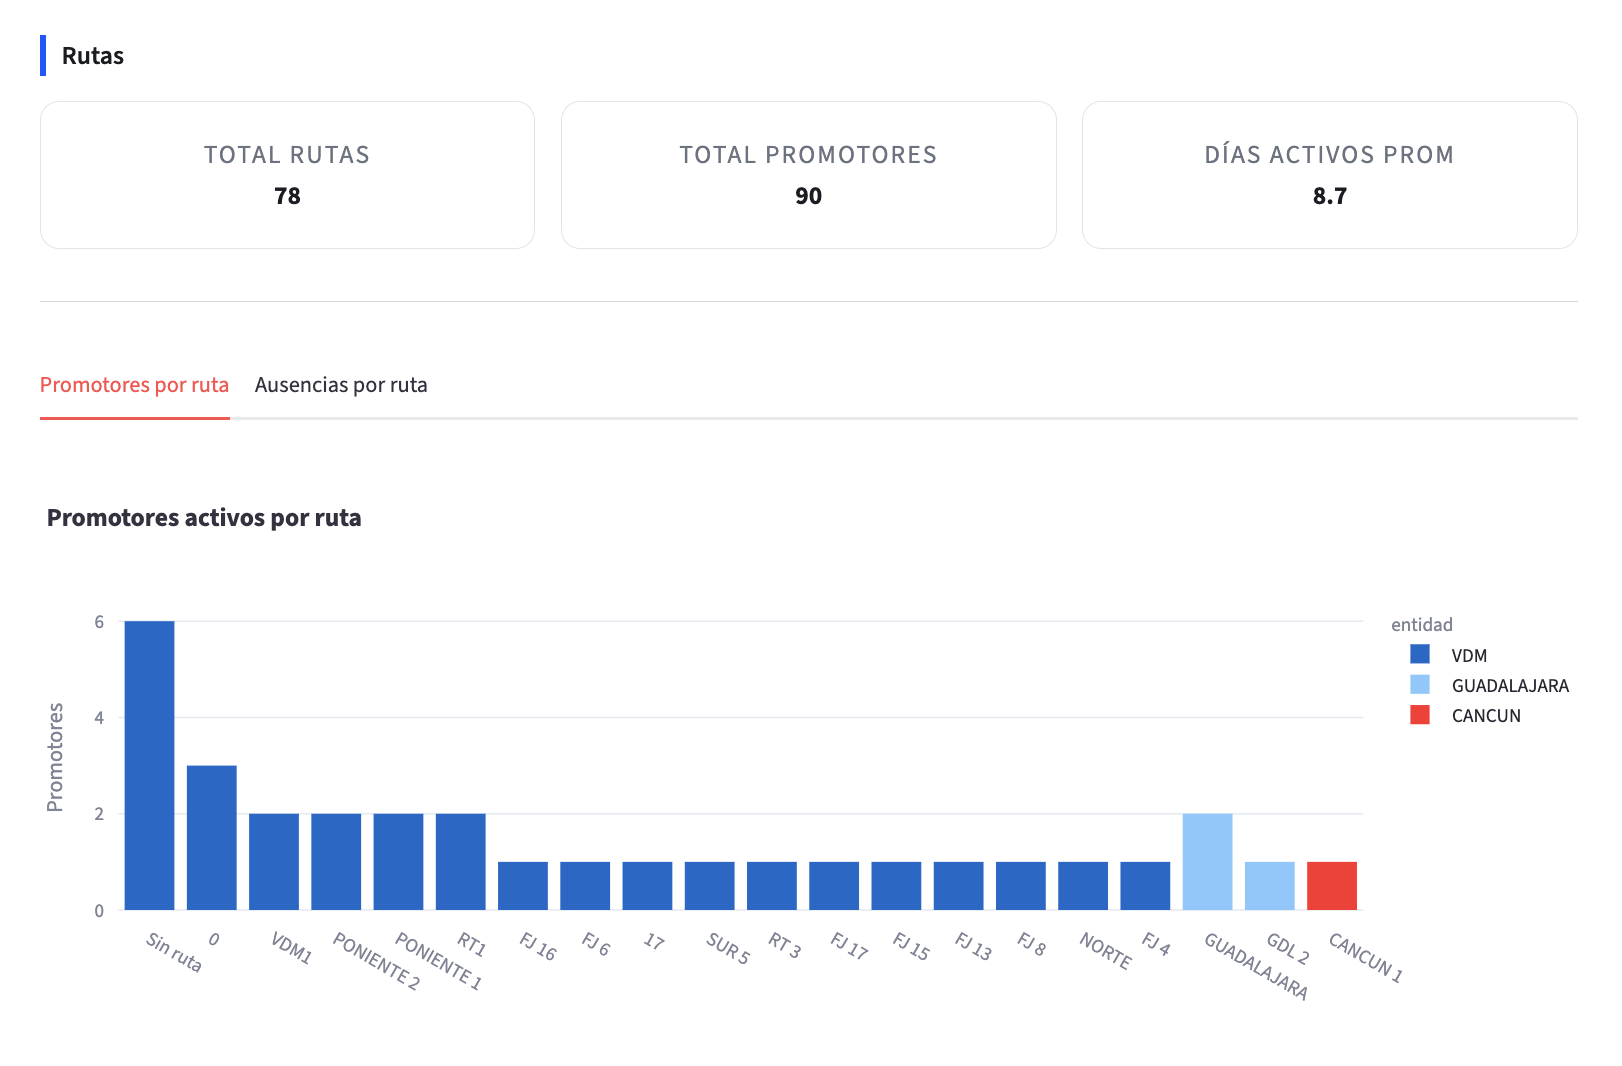 Rutas
TOTAL RUTAS
78
TOTAL PROMOTORES
90
DÍAS ACTIVOS PROM
8.7
Promotores por ruta
Ausencias por ruta
Promotores activos por ruta
Promotores
6
4
2
0
Sin ruta
0
VDM1
PONIENTE 2
PONIENTE 1
RT1
FJ 16
FJ 6
17
SUR 5
RT 3
FJ 17
FJ 15
FJ 13
FJ 8
NORTE
FJ 4
GUADALAJARA
GDL 2
CANCUN 1
entidad
VDM
GUADALAJARA
CANCUN